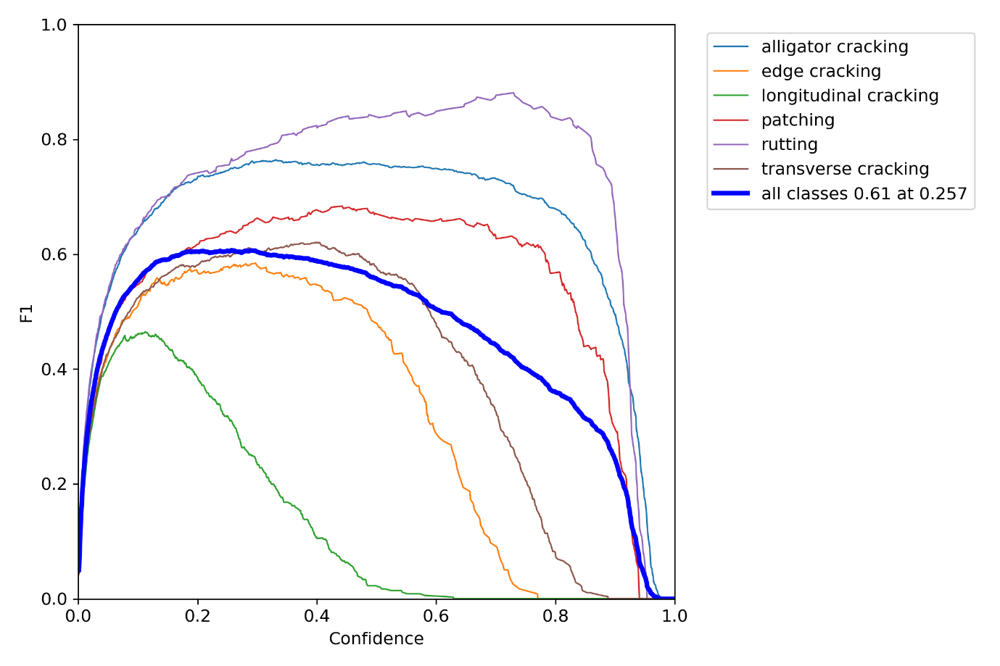 1.0
0.8
0.6
0.4
0.2
0.0
F1
0.0 0.2 0.4 0.6 0.8 1.0
Confidence
alligator cracking
edge cracking
longitudinal cracking
patching
rutting
transverse cracking
all classes 0.61 at 0.257